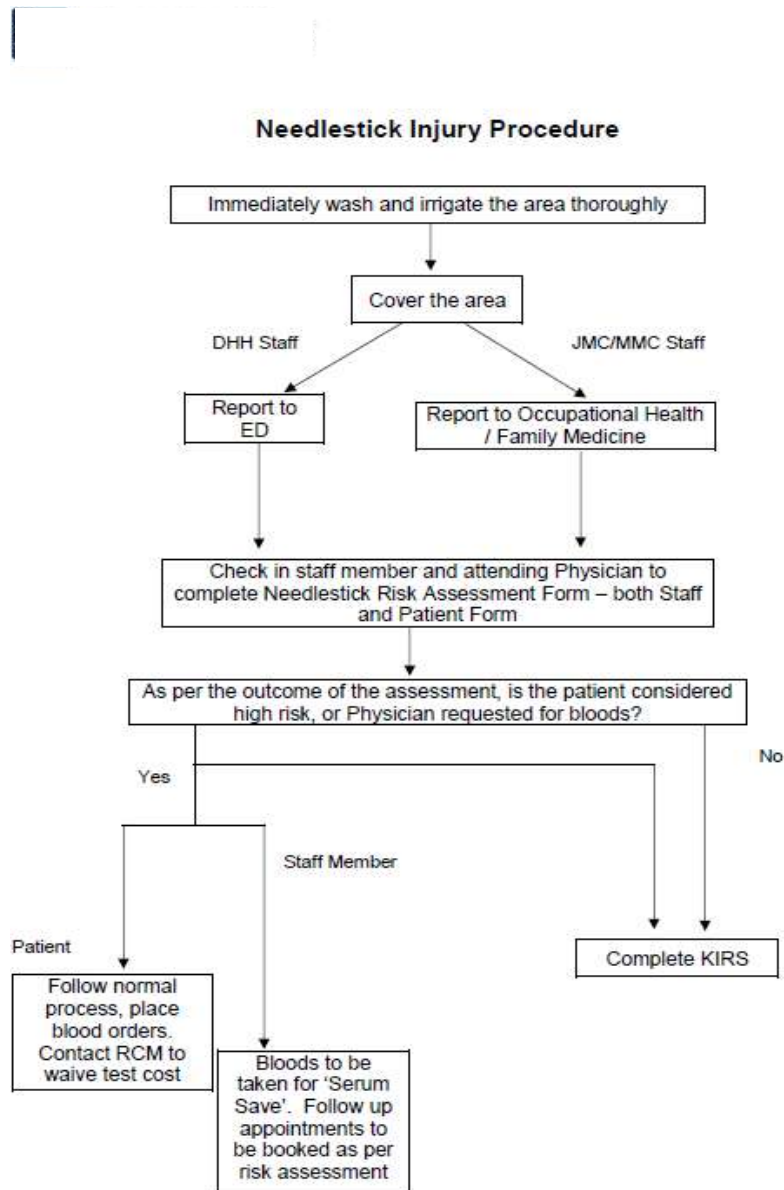 Needlestick Injury Procedure
Immediately wash and irrigate the area thoroughly
Cover the area
DHH Staff
JMC/MMC Staff
Report to
ED
Report to Occupational Health
/ Family Medicine
Check in staff member and attending Physician to
complete Needlestick Risk Assessment Form – both Staff
and Patient Form
As per the outcome of the assessment, is the patient considered
high risk, or Physician requested for bloods?
No
Yes
Staff Member
Patient
Complete KIRS
Follow normal
process, place
blood orders.
Contact RCM to
waive test cost
Bloods to be
taken for ‘Serum
Save’. Follow up
appointments to
be booked as per
risk assessment